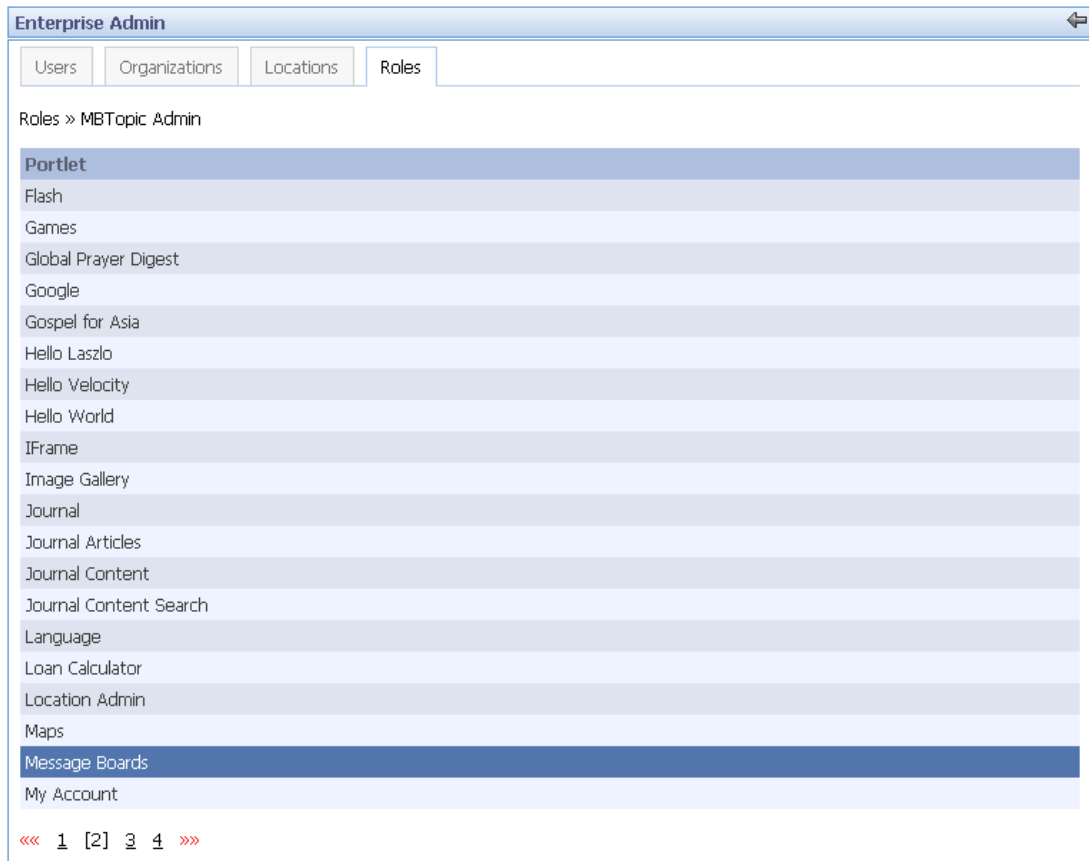 Enterprise Admin
Users Organizations Locations Roles
Roles » MBTopic Admin
Portlet
Flash
Games
Global Prayer Digest
Google
Gospel for Asia
Hello Laszlo
Hello Velocity
Hello World
IFrame
Image Gallery
Journal
Journal Articles
Journal Content
Journal Content Search
Language
Loan Calculator
Location Admin
Maps
Message Boards
My Account
«« 1 [2] 3 4 »»